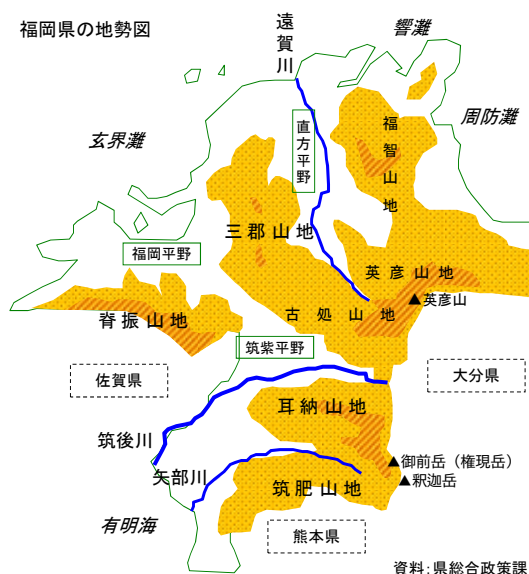 福岡県の地勢図
遠賀川
響灘
周防灘
玄界灘
直方平野
福智山地
三郡山地
福岡平野
英彦山地
▲英彦山
古処山地
脊振山地
筑紫平野
佐賀県
大分県
耳納山地
筑後川
▲御前岳（権現岳）
矢部川
▲釈迦岳
筑肥山地
有明海
熊本県
資料：県総合政策課